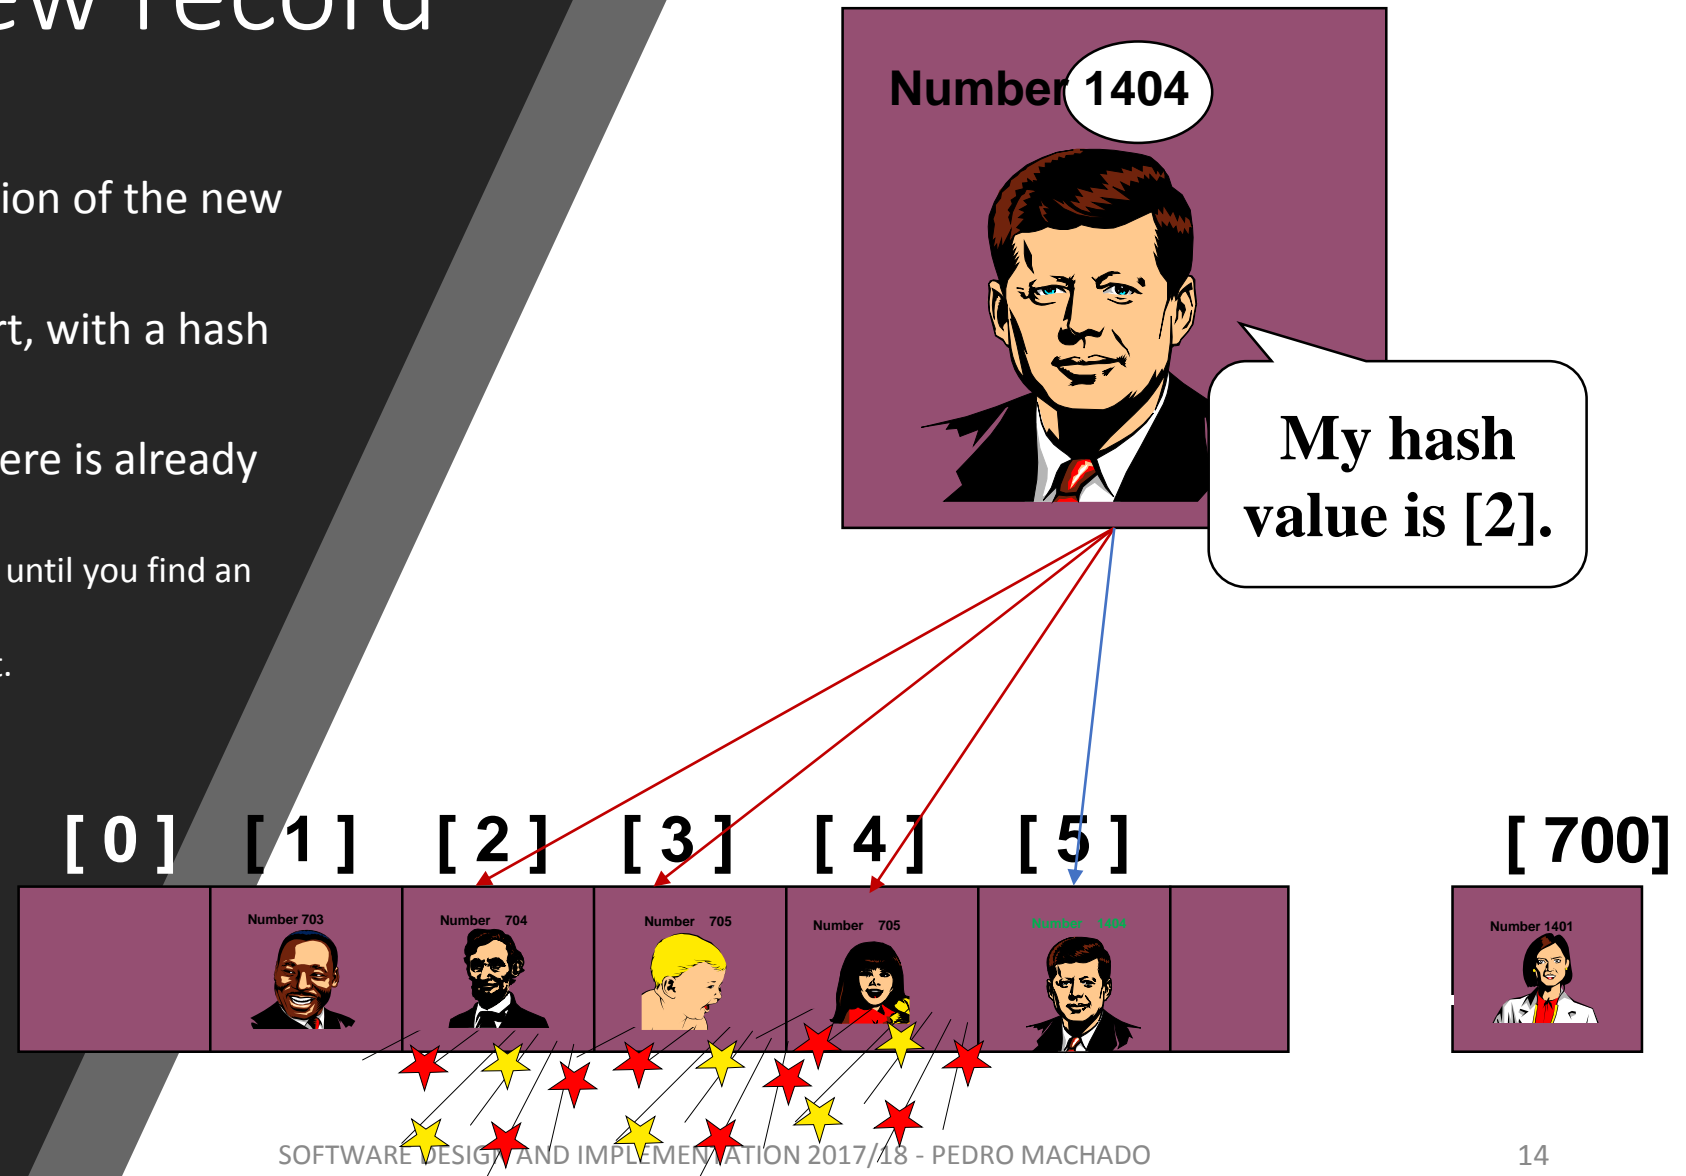 ew record
ion of the new
rt, with a hash
ere is already
until you find an
t.
Number 1404
My hash
value is [2].
[ 0 ] [ 1 ] [ 2 ] [ 3 ] [ 4 ] [ 5 ] [ 700]
Number 703
Number 704
Number 705
Number 705
Number 1404
Number 1401
SOFTWARE DESIGN AND IMPLEMENTATION 2017/18 - PEDRO MACHADO
14